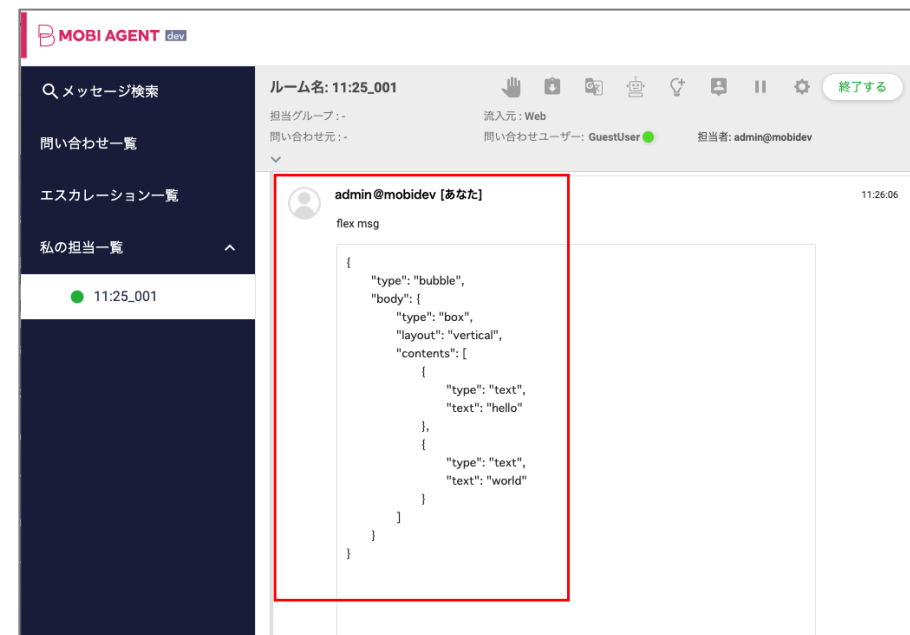 MOBI AGENT dev
メッセージ検索
問い合わせ一覧
エスカレーション一覧
私の担当一覧
11:25_001
ルーム名: 11:25_001
終了する
担当グループ : -
流入元 : Web
問い合わせ元 : -
問い合わせユーザー: GuestUser
担当者: admin@mobidev
admin@mobidev [あなた]
11:26:06
flex msg
{
"type": "bubble",
"body": {
"type": "box",
"layout": "vertical",
"contents": [
{
"type": "text",
"text": "hello"
},
{
"type": "text",
"text": "world"
}
]
}
}